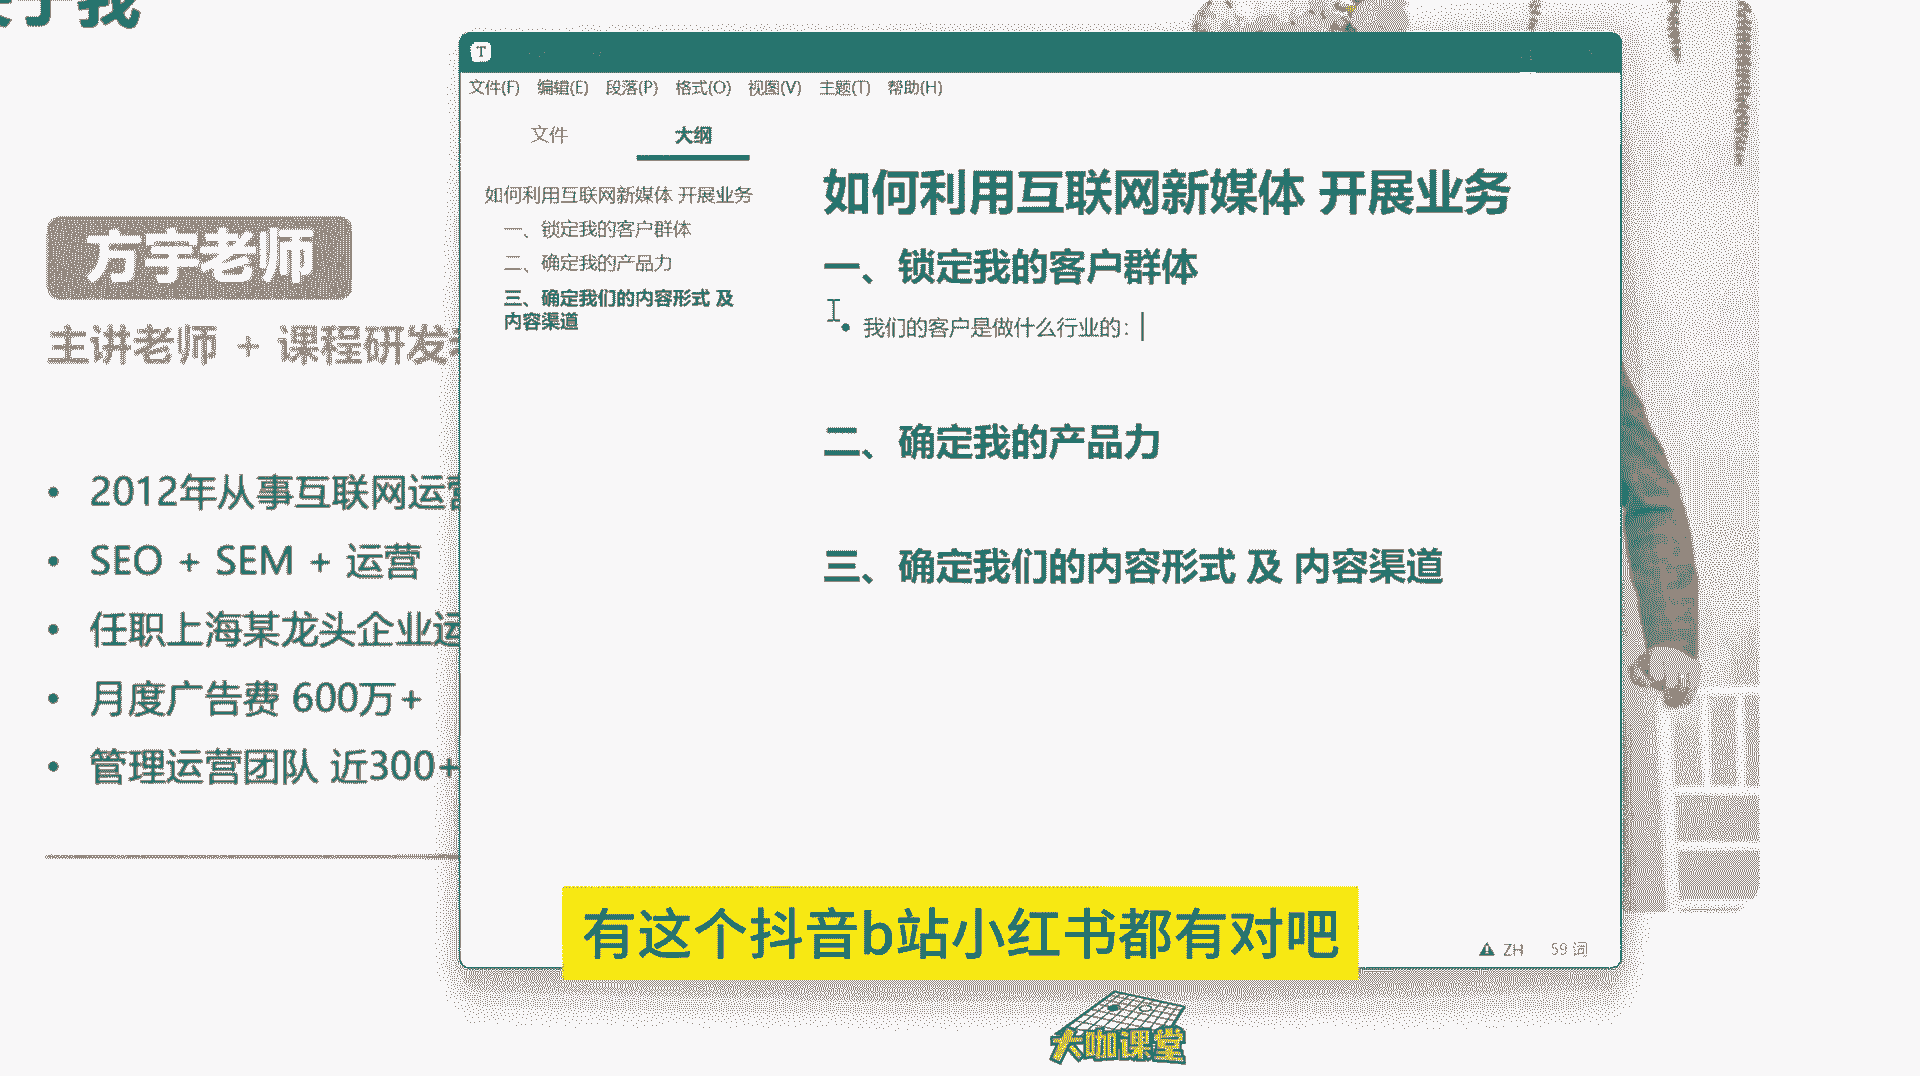 于我
方宇老师
主讲老师 + 课程研发
2012年从事互联网运营
SEO + SEM + 运营
任职上海某龙头企业运
月度广告费 600万+
管理运营团队 近300+
T
文件(F) 编辑(E) 段落(P) 格式(O) 视图(V) 主题(T) 帮助(H)
文件 大纲
如何利用互联网新媒体 开展业务
一、锁定我的客户群体
二、确定我的产品力
三、确定我们的内容形式 及
内容渠道
如何利用互联网新媒体 开展业务
一、锁定我的客户群体
我们的客户是做什么行业的：
二、确定我的产品力
三、确定我们的内容形式 及 内容渠道
ZH 59 词
有这个抖音b站小红书都有对吧
大咖课堂